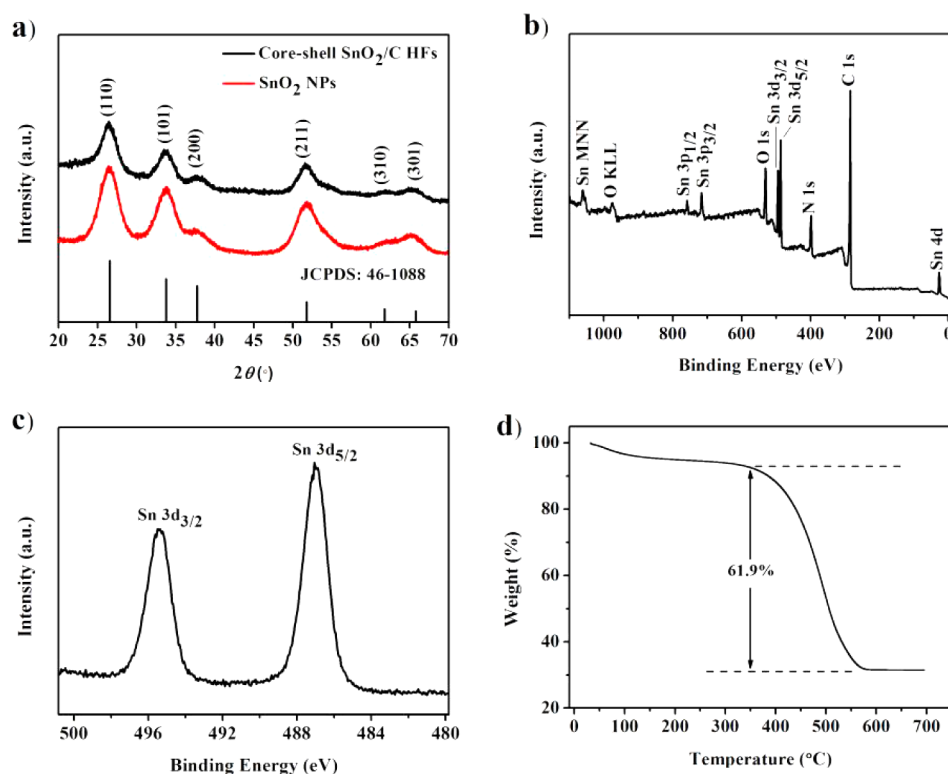 a)
Intensity (a.u.)
Core-shell SnO2/C HFs
SnO2 NPs
(110)
(101)
(200)
(211)
(310)
(301)
JCPDS: 46-1088
20 25 30 35 40 45 50 55 60 65 70
2θ (°)
b)
Intensity (a.u.)
Sn MNN
O KLL
Sn 3p1/2
Sn 3p3/2
O 1s
Sn 3d3/2
Sn 3d5/2
N 1s
C 1s
Sn 4d
1000 800 600 400 200 0
Binding Energy (eV)
c)
Intensity (a.u.)
Sn 3d3/2
Sn 3d5/2
500 496 492 488 484 480
Binding Energy (eV)
d)
Weight (%)
100
80
60
40
20
61.9%
0 100 200 300 400 500 600 700
Temperature (°C)